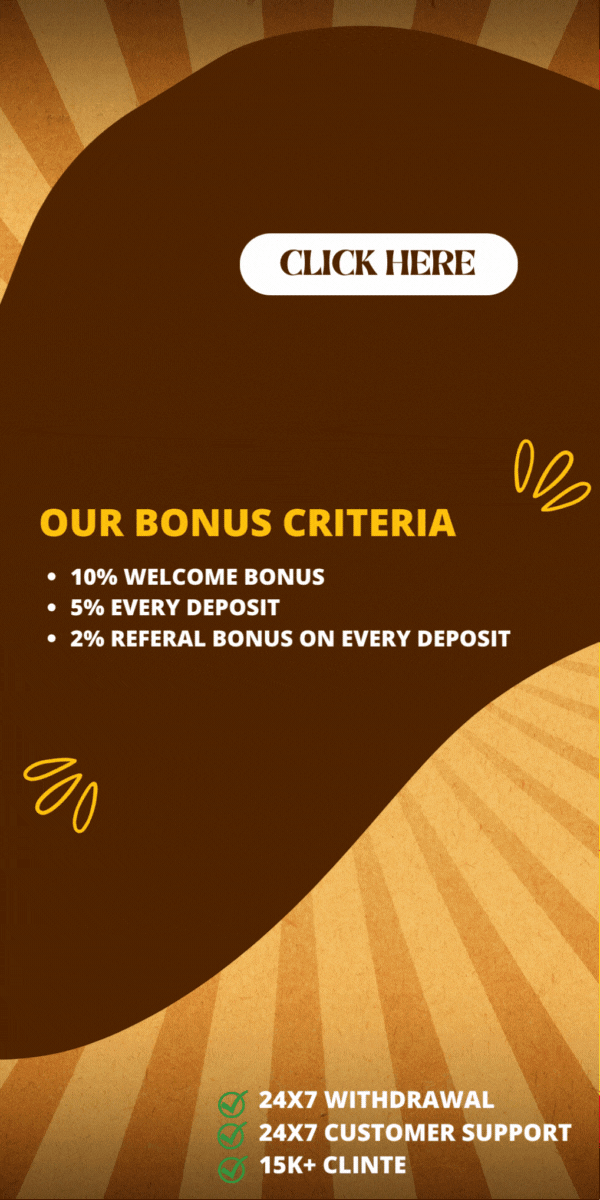 CLICK HERE
OUR BONUS CRITERIA
• 10% WELCOME BONUS
• 5% EVERY DEPOSIT
• 2% REFERAL BONUS ON EVERY DEPOSIT
24X7 WITHDRAWAL
24X7 CUSTOMER SUPPORT
15K+ CLINTE